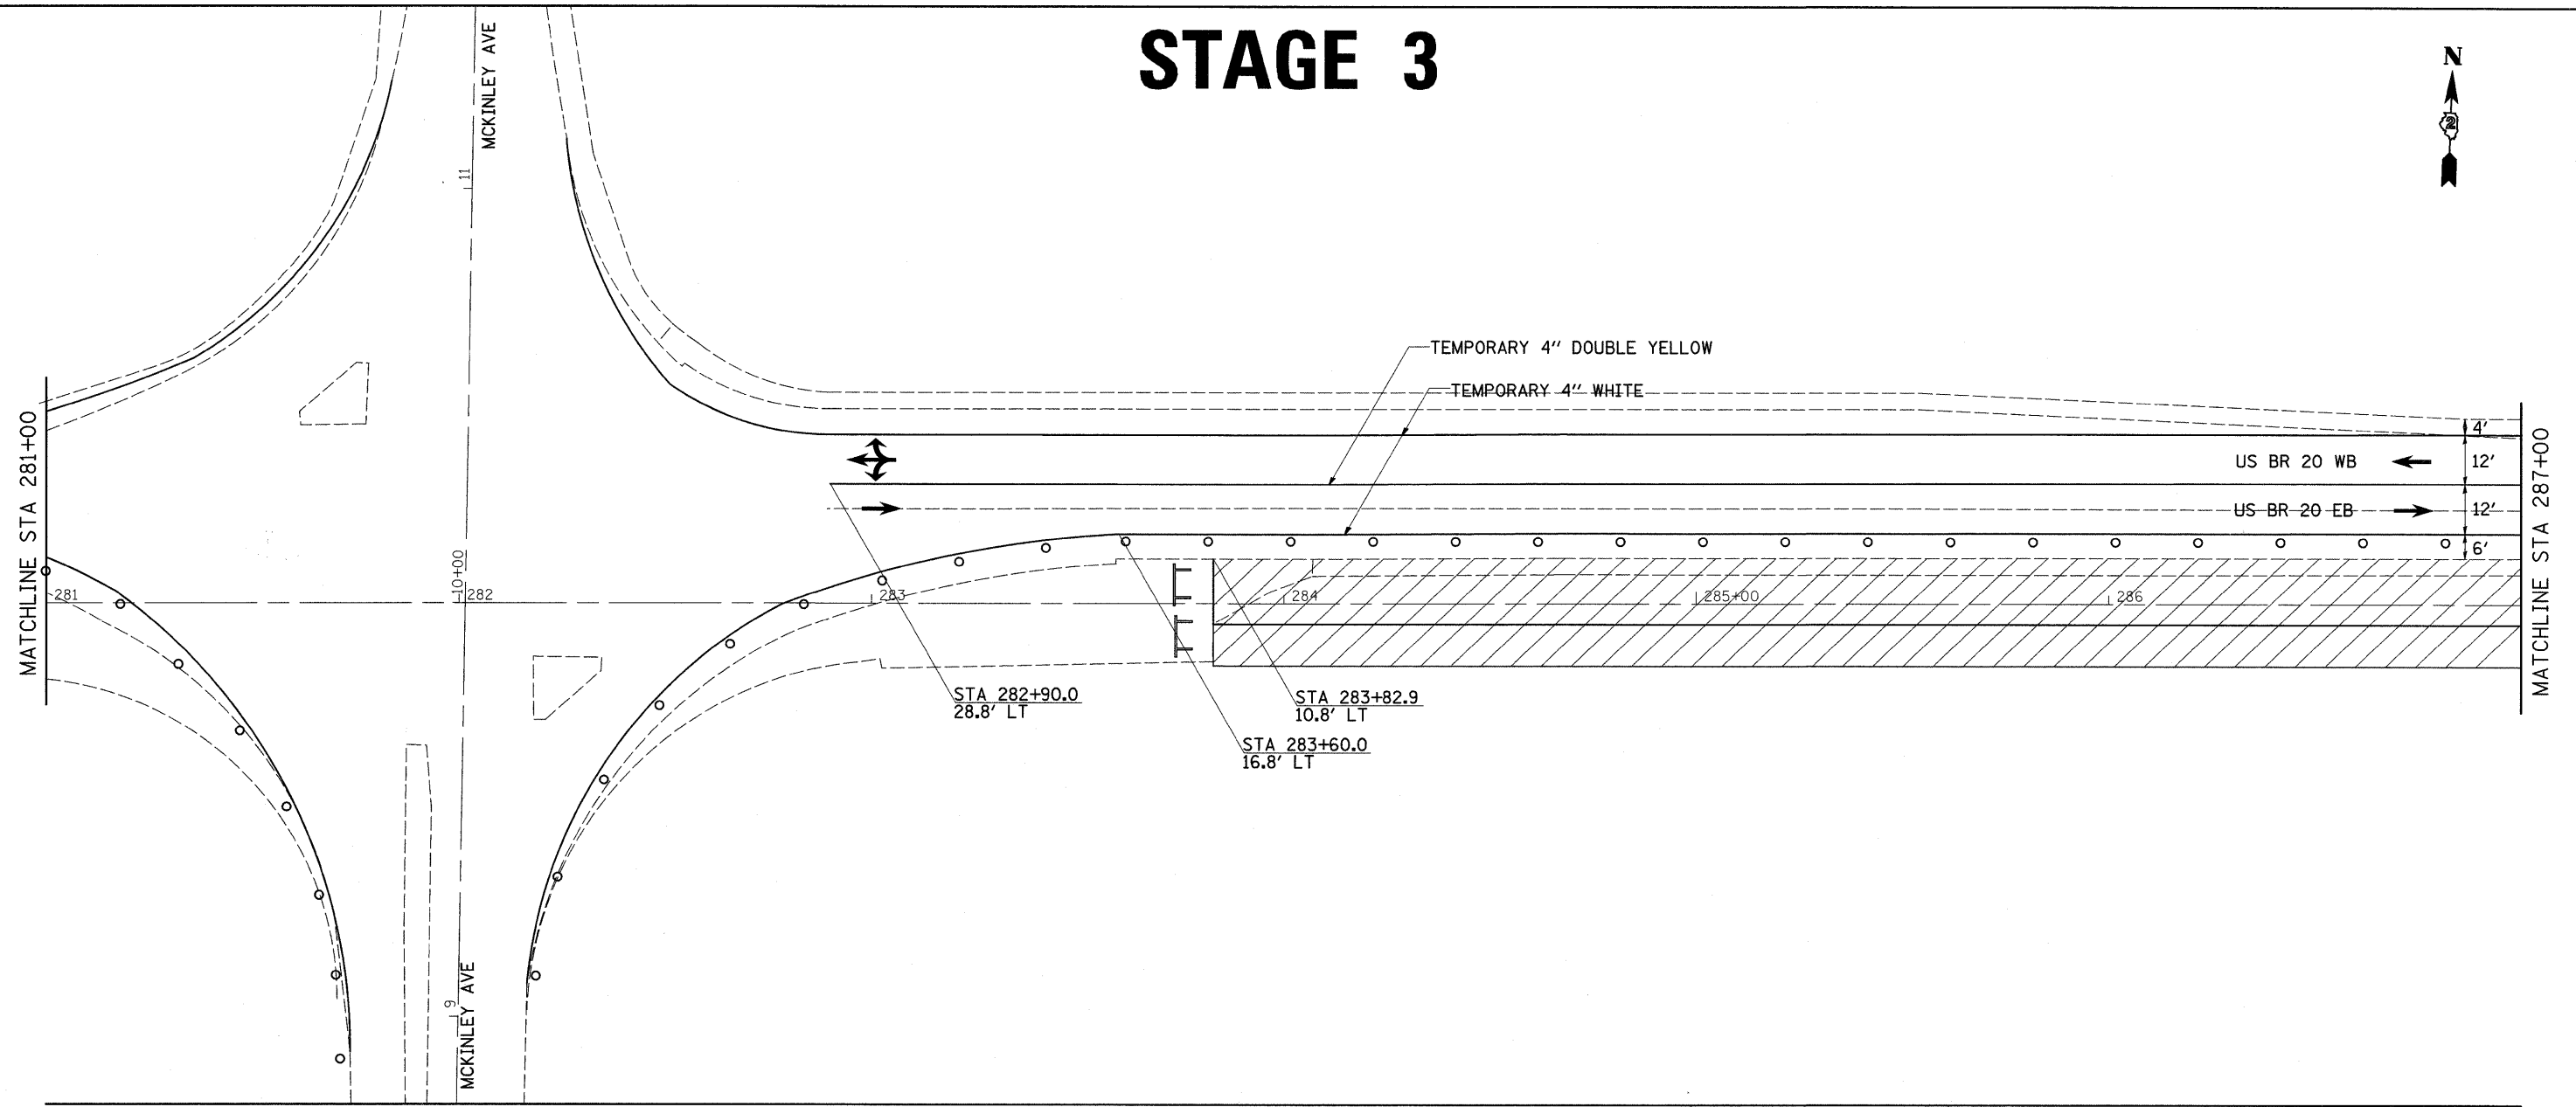 STAGE 3
N
2
MCKINLEY AVE
11
TEMPORARY 4" DOUBLE YELLOW
TEMPORARY 4" WHITE
MATCHLINE STA 281+00
MATCHLINE STA 287+00
4'
US BR 20 WB
12'
US BR 20 EB
12'
6'
10+00
281
282
283
284
285+00
286
STA 282+90.0
28.8' LT
STA 283+82.9
10.8' LT
STA 283+60.0
16.8' LT
9
MCKINLEY AVE